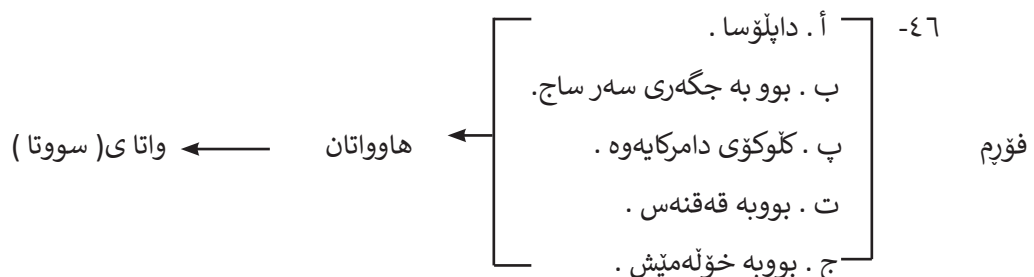 ٤٦- أ . داپڵۆسا .
ب . بوو بە جگەری سەر ساج.
فۆڕم پ . کڵوکۆی دامرکایەوە . هاوواتان واتا ی( سووتا )
ت . بووبە قەقنەس .
ج . بووبە خۆڵەمێش .